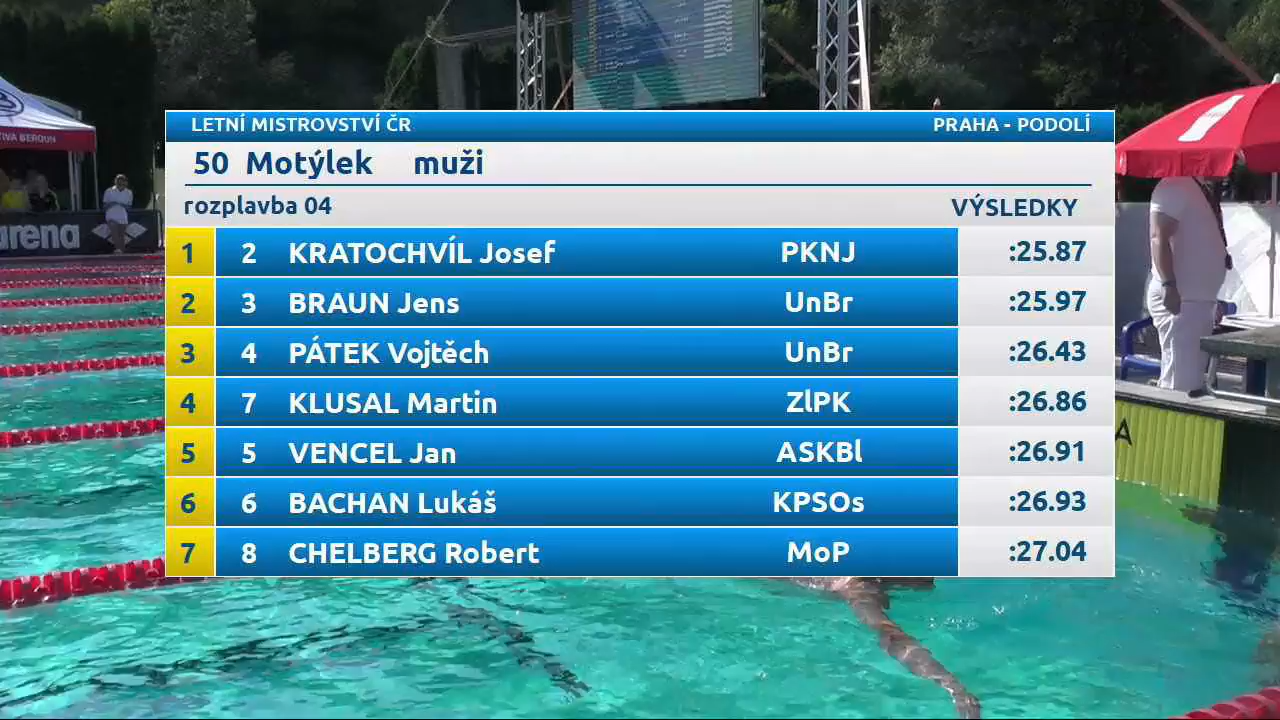 LETNÍ MISTROVSTVÍ ČR PRAHA - PODOLÍ
50 Motýlek muži
rozplavba 04 VÝSLEDKY
1 2 KRATOCHVÍL Josef PKNJ :25.87
2 3 BRAUN Jens UnBr :25.97
3 4 PÁTEK Vojtěch UnBr :26.43
4 7 KLUSAL Martin ZlPK :26.86
5 5 VENCEL Jan ASKBl :26.91
6 6 BACHAN Lukáš KPSOs :26.93
7 8 CHELBERG Robert MoP :27.04
arena
A